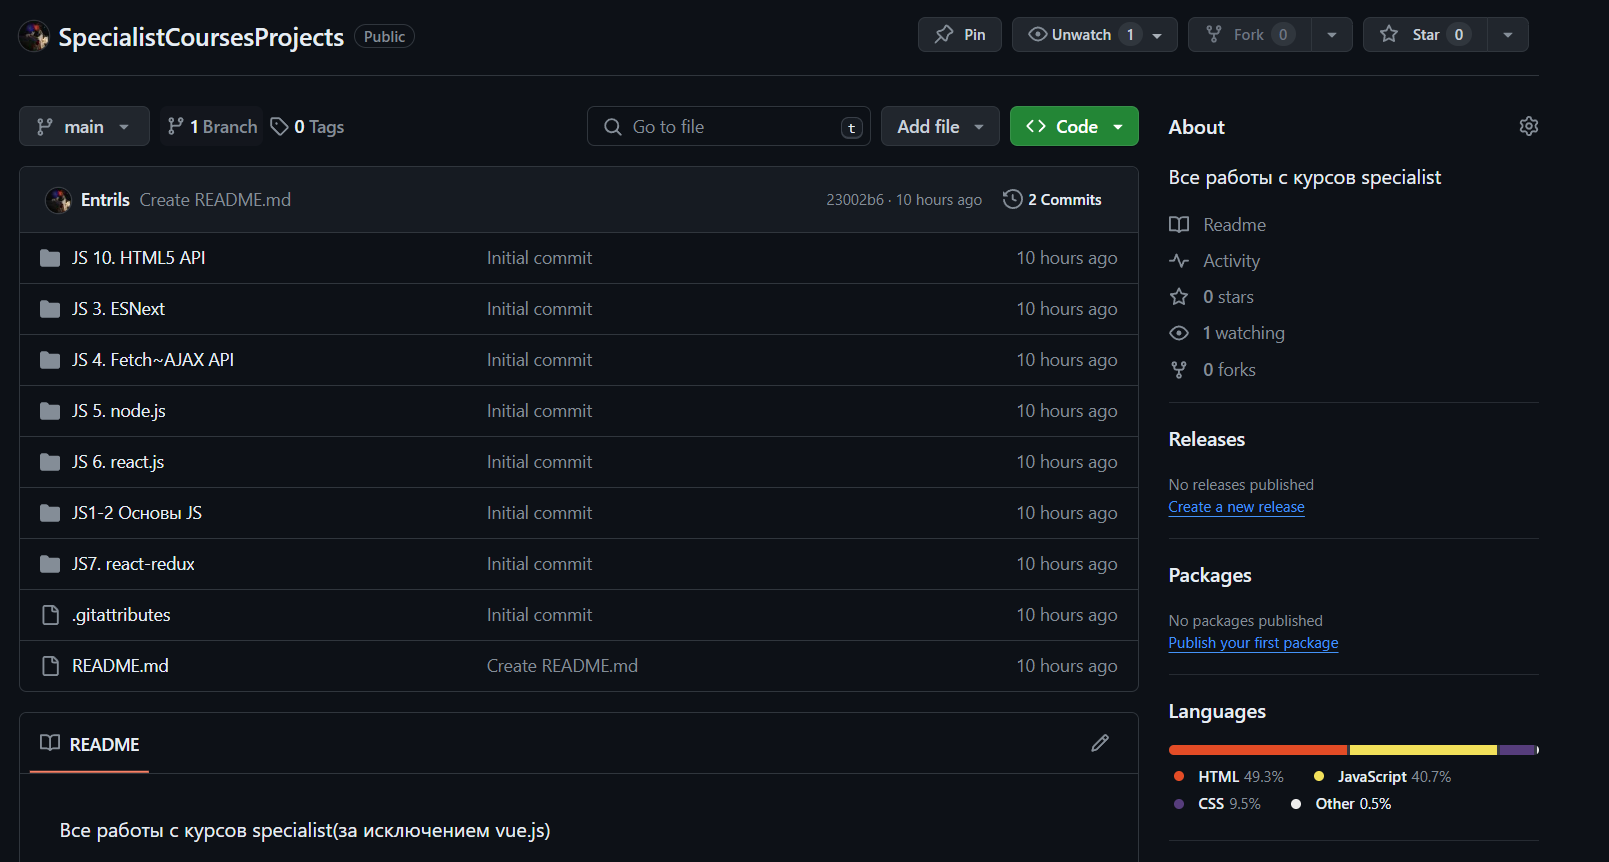 SpecialistCoursesProjects Public Pin Unwatch 1 Fork 0 Star 0
main 1 Branch 0 Tags Go to file t Add file Code
Entrils Create README.md 23002b6 · 10 hours ago 2 Commits
JS 10. HTML5 API Initial commit 10 hours ago
JS 3. ESNext Initial commit 10 hours ago
JS 4. Fetch~AJAX API Initial commit 10 hours ago
JS 5. node.js Initial commit 10 hours ago
JS 6. react.js Initial commit 10 hours ago
JS1-2 Основы JS Initial commit 10 hours ago
JS7. react-redux Initial commit 10 hours ago
.gitattributes Initial commit 10 hours ago
README.md Create README.md 10 hours ago
README
Все работы с курсов specialist(за исключением vue.js)
About
Все работы с курсов specialist
Readme
Activity
0 stars
1 watching
0 forks
Releases
No releases published
Create a new release
Packages
No packages published
Publish your first package
Languages
HTML 49.3% JavaScript 40.7%
CSS 9.5% Other 0.5%